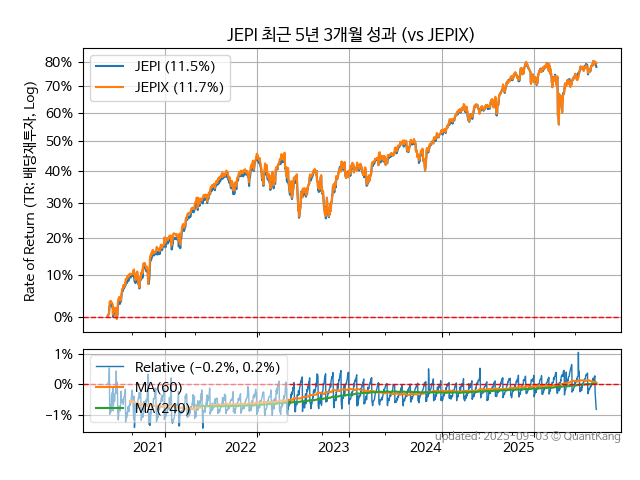 JEPI 최근 5년 3개월 성과 (vs JEPIX)
Rate of Return (TR: 배당재투자, Log)
80%
70%
60%
50%
40%
30%
20%
10%
0%
JEPI (11.5%)
JEPIX (11.7%)
1%
0%
−1%
Relative (−0.2%, 0.2%)
MA(60)
MA(240)
2021
2022
2023
2024
2025
updated: 2025-09-03 © QuantKang